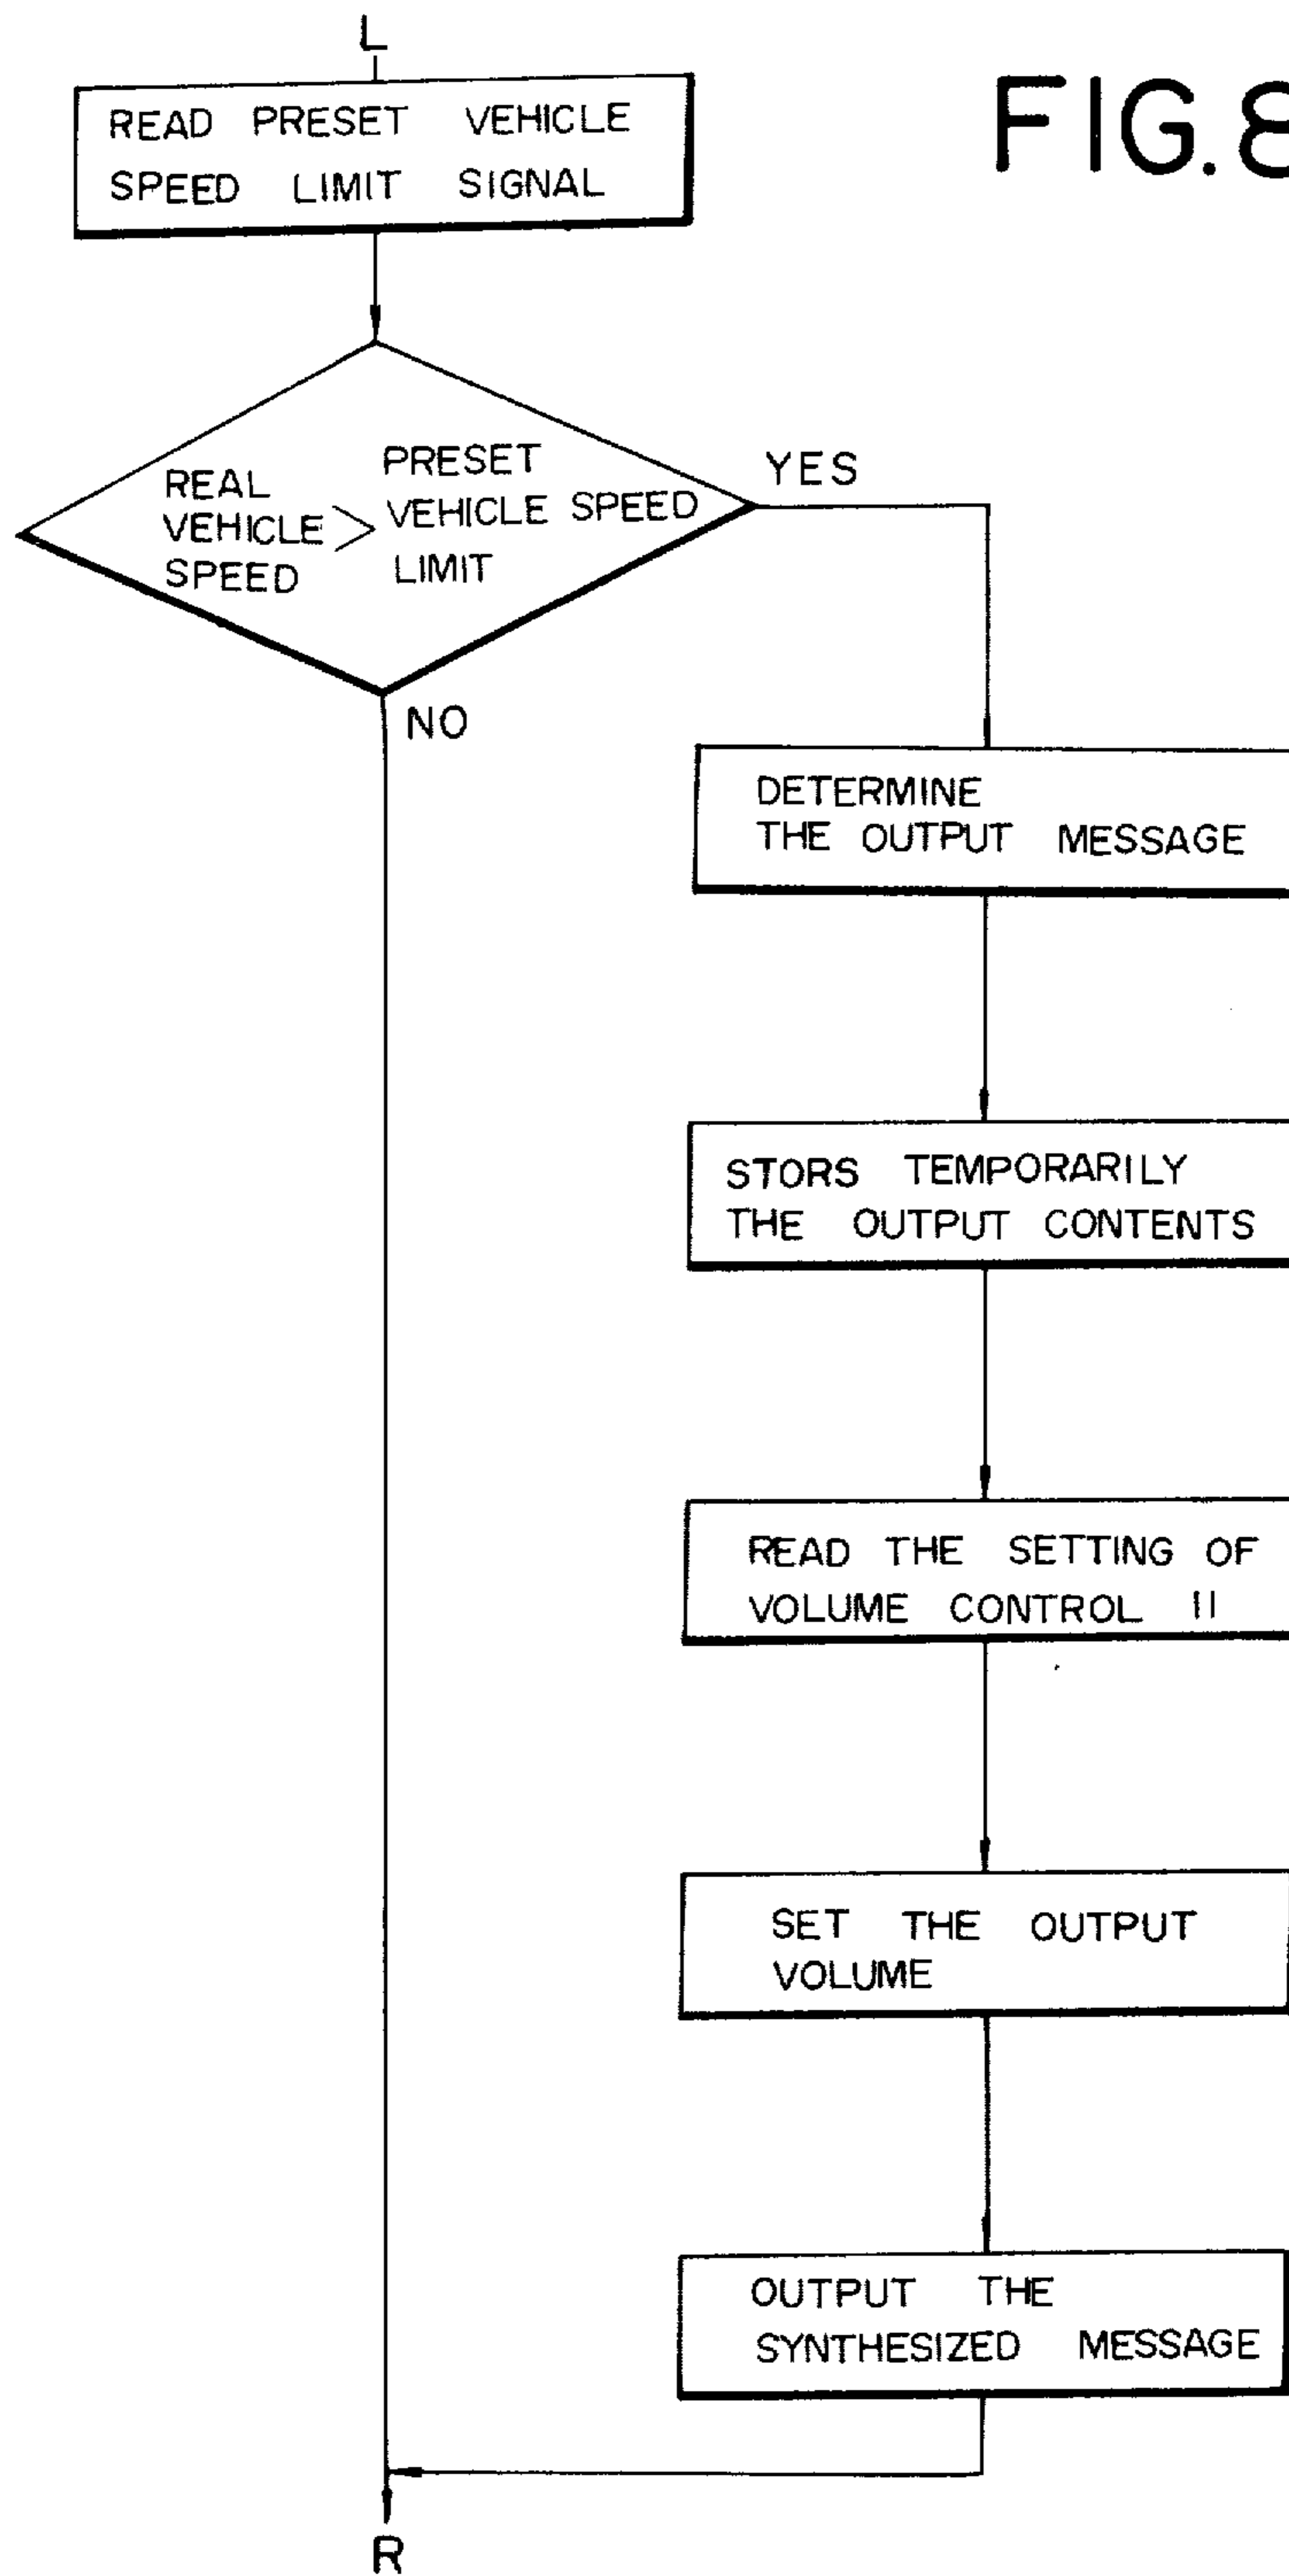 L
FIG.8
READ PRESET VEHICLE
SPEED LIMIT SIGNAL
REAL
VEHICLE >
SPEED
PRESET
VEHICLE SPEED
LIMIT
YES
NO
DETERMINE
THE OUTPUT MESSAGE
STORS TEMPORARILY
THE OUTPUT CONTENTS
READ THE SETTING OF
VOLUME CONTROL 11
SET THE OUTPUT
VOLUME
OUTPUT THE
SYNTHESIZED MESSAGE
R